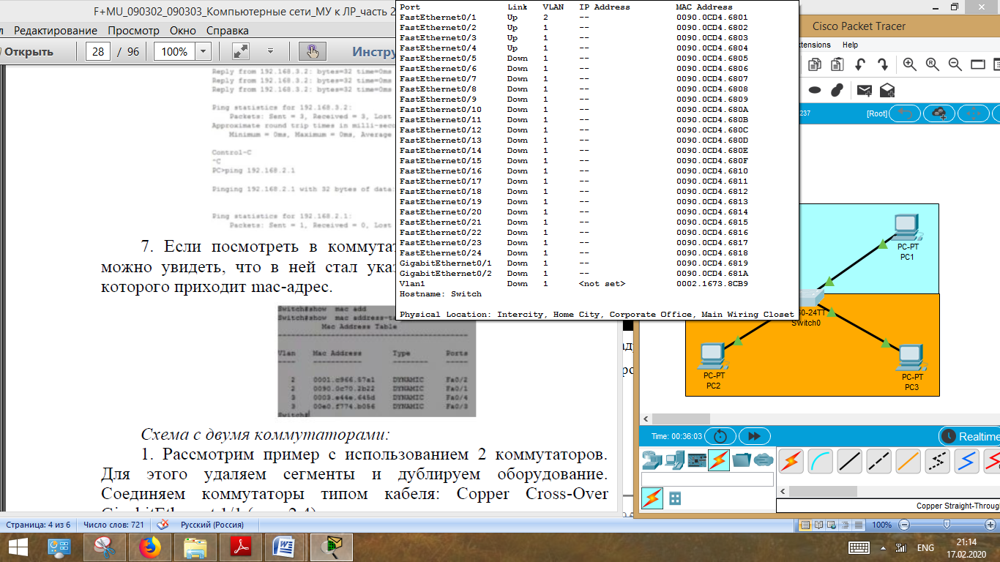 F+MU_090302_090303_Компьютерные сети_МУ к ЛР_часть 2
Редактирование Просмотр Окно Справка
Открыть
28 / 96
100%
Reply from 192.168.3.2: bytes=32 time=0ms
Reply from 192.168.3.2: bytes=32 time=0ms
Reply from 192.168.3.2: bytes=32 time=0ms
Ping statistics for 192.168.3.2:
Packets: Sent = 3, Received = 3, Lost
Approximate round trip times in milli-seco
Minimum = 0ms, Maximum = 0ms, Average
Control-C
^C
PC>ping 192.168.2.1
Pinging 192.168.2.1 with 32 bytes of data:
Ping statistics for 192.168.2.1:
Packets: Sent = 1, Received = 0, Lost
7. Если посмотреть в коммутат
можно увидеть, что в ней стал указ
которого приходит mac-адрес.
Switch#show mac add
Switch#show mac address-ta
Mac Address Table
Vlan Mac Address Type Ports
2 0001.c966.57a1 DYNAMIC Fa0/2
2 0090.0c70.2b22 DYNAMIC Fa0/1
3 0003.e44e.645d DYNAMIC Fa0/4
3 00e0.f774.b056 DYNAMIC Fa0/3
Switch#
Схема с двумя коммутаторами:
1. Рассмотрим пример с использованием 2 коммутаторов.
Для этого удаляем сегменты и дублируем оборудование.
Соединяем коммутаторы типом кабеля: Copper Cross-Over
Port Link VLAN IP Address MAC Address
FastEthernet0/1 Up 2 -- 0090.0CD4.6801
FastEthernet0/2 Up 1 -- 0090.0CD4.6802
FastEthernet0/3 Up 1 -- 0090.0CD4.6803
FastEthernet0/4 Up 1 -- 0090.0CD4.6804
FastEthernet0/5 Down 1 -- 0090.0CD4.6805
FastEthernet0/6 Down 1 -- 0090.0CD4.6806
FastEthernet0/7 Down 1 -- 0090.0CD4.6807
FastEthernet0/8 Down 1 -- 0090.0CD4.6808
FastEthernet0/9 Down 1 -- 0090.0CD4.6809
FastEthernet0/10 Down 1 -- 0090.0CD4.680A
FastEthernet0/11 Down 1 -- 0090.0CD4.680B
FastEthernet0/12 Down 1 -- 0090.0CD4.680C
FastEthernet0/13 Down 1 -- 0090.0CD4.680D
FastEthernet0/14 Down 1 -- 0090.0CD4.680E
FastEthernet0/15 Down 1 -- 0090.0CD4.680F
FastEthernet0/16 Down 1 -- 0090.0CD4.6810
FastEthernet0/17 Down 1 -- 0090.0CD4.6811
FastEthernet0/18 Down 1 -- 0090.0CD4.6812
FastEthernet0/19 Down 1 -- 0090.0CD4.6813
FastEthernet0/20 Down 1 -- 0090.0CD4.6814
FastEthernet0/21 Down 1 -- 0090.0CD4.6815
FastEthernet0/22 Down 1 -- 0090.0CD4.6816
FastEthernet0/23 Down 1 -- 0090.0CD4.6817
FastEthernet0/24 Down 1 -- 0090.0CD4.6818
GigabitEthernet0/1 Down 1 -- 0090.0CD4.6819
GigabitEthernet0/2 Down 1 -- 0090.0CD4.681A
Vlan1 Down 1 <not set> 0002.1673.8CB9
Hostname: Switch
Physical Location: Intercity, Home City, Corporate Office, Main Wiring Closet
Cisco Packet Tracer
Help
237
[Root]
PC-PT
PC1
60-24TT
Switch0
PC-PT
PC2
PC-PT
PC3
Time: 00:36:03
Realtime
Copper Straight-Throug
Страница: 4 из 6 Число слов: 721 Русский (Россия) 100%
ENG
21:14
17.02.2020